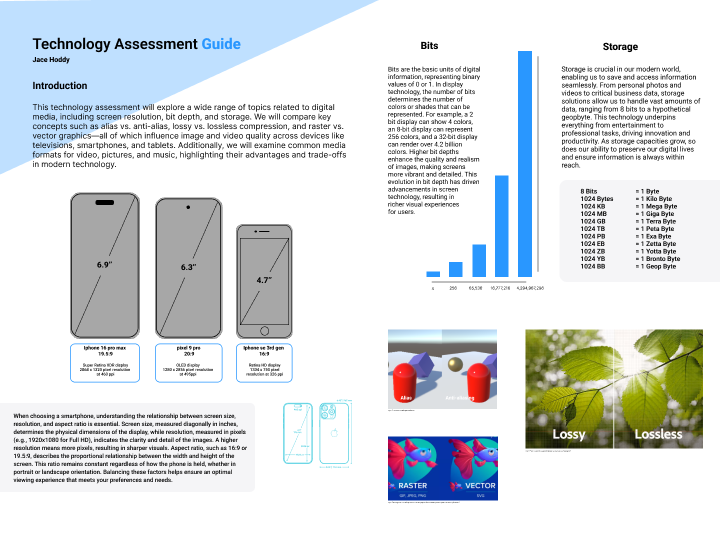 Technology Assessment Guide
Jace Hoddy
Introduction
This technology assessment will explore a wide range of topics related to digital
media, including screen resolution, bit depth, and storage. We will compare key
concepts such as alias vs. anti-alias, lossy vs. lossless compression, and raster vs.
vector graphics—all of which influence image and video quality across devices like
televisions, smartphones, and tablets. Additionally, we will examine common media
formats for video, pictures, and music, highlighting their advantages and trade-offs
in modern technology.
6.9"
6.3"
4.7"
Iphone 16 pro max
19.5:9
Super Retina XDR display
2868 x 1320 pixel resolution
at 460 ppi
pixel 9 pro
20:9
OLED display
1280 x 2856 pixel resolution
at 495ppi
Iphone se 3rd gen
16:9
Retina HD display
1334 x 750 pixel
resolution at 326 ppi
When choosing a smartphone, understanding the relationship between screen size,
resolution, and aspect ratio is essential. Screen size, measured diagonally in inches,
determines the physical dimensions of the display, while resolution, measured in pixels
(e.g., 1920x1080 for Full HD), indicates the clarity and detail of the images. A higher
resolution means more pixels, resulting in sharper visuals. Aspect ratio, such as 16:9 or
19.5:9, describes the proportional relationship between the width and height of the
screen. This ratio remains constant regardless of how the phone is held, whether in
portrait or landscape orientation. Balancing these factors helps ensure an optimal
viewing experience that meets your preferences and needs.
Bits
Bits are the basic units of digital
information, representing binary
values of 0 or 1. In display
technology, the number of bits
determines the number of
colors or shades that can be
represented. For example, a 2
bit display can show 4 colors,
an 8-bit display can represent
256 colors, and a 32-bit display
can render over 4.2 billion
colors. Higher bit depths
enhance the quality and realism
of images, making screens
more vibrant and detailed. This
evolution in bit depth has driven
advancements in screen
technology, resulting in
richer visual experiences
for users.
256 65,536 16,777,216 4,294,967,296
Storage
Storage is crucial in our modern world,
enabling us to save and access information
seamlessly. From personal photos and
videos to critical business data, storage
solutions allow us to handle vast amounts of
data, ranging from 8 bits to a hypothetical
geopbyte. This technology underpins
everything from entertainment to
professional tasks, driving innovation and
productivity. As storage capacities grow, so
does our ability to preserve our digital lives
and ensure information is always within
reach.
8 Bits = 1 Byte
1024 Bytes = 1 Kilo Byte
1024 KB = 1 Mega Byte
1024 MB = 1 Giga Byte
1024 GB = 1 Terra Byte
1024 TB = 1 Peta Byte
1024 PB = 1 Exa Byte
1024 EB = 1 Zetta Byte
1024 ZB = 1 Yotta Byte
1024 YB = 1 Bronto Byte
1024 BB = 1 Geop Byte
Alias Anti-aliasing
Lossy Lossless
RASTER VECTOR
GIF, JPEG, PNG SVG